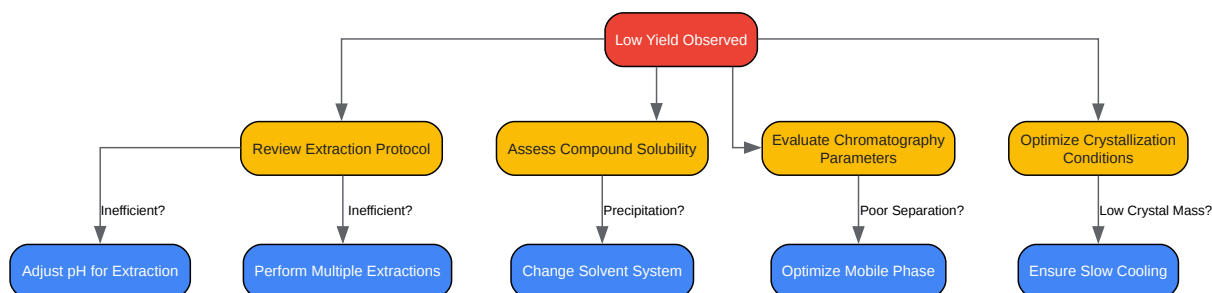 Low Yield Observed
Review Extraction Protocol
Assess Compound Solubility
Evaluate Chromatography
Parameters
Optimize Crystallization
Conditions
Inefficient?
Inefficient?
Precipitation?
Poor Separation?
Low Crystal Mass?
Adjust pH for Extraction
Perform Multiple Extractions
Change Solvent System
Optimize Mobile Phase
Ensure Slow Cooling